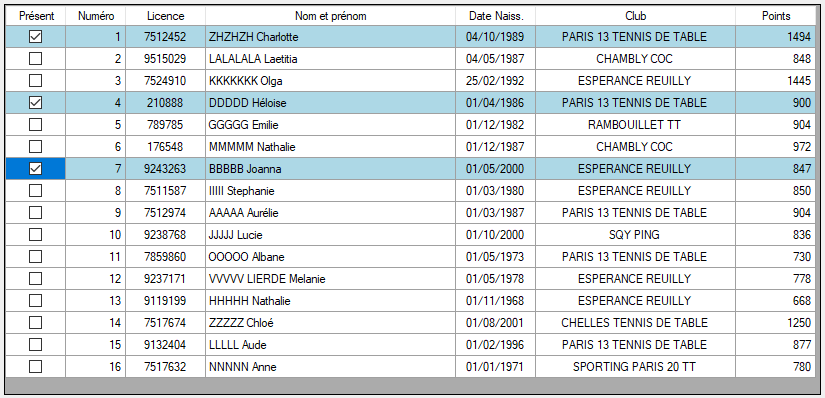 Présent Numéro Licence Nom et prénom Date Naiss. Club Points
1 7512452 ZHZHZH Charlotte 04/10/1989 PARIS 13 TENNIS DE TABLE 1494
2 9515029 LALALALA Laetitia 04/05/1987 CHAMBLY COC 848
3 7524910 KKKKKKK Olga 25/02/1992 ESPERANCE REUILLY 1445
4 210888 DDDDD Héloise 01/04/1986 PARIS 13 TENNIS DE TABLE 900
5 789785 GGGGG Emilie 01/12/1982 RAMBOUILLET TT 904
6 176548 MMMMM Nathalie 01/12/1987 CHAMBLY COC 972
7 9243263 BBBBB Joanna 01/05/2000 ESPERANCE REUILLY 847
8 7511587 IIIII Stephanie 01/03/1980 ESPERANCE REUILLY 850
9 7512974 AAAAA Aurélie 01/03/1987 PARIS 13 TENNIS DE TABLE 904
10 9238768 JJJJJ Lucie 01/10/2000 SQY PING 836
11 7859860 OOOOO Albane 01/05/1973 PARIS 13 TENNIS DE TABLE 730
12 9237171 VVVVV LIERDE Melanie 01/05/1978 ESPERANCE REUILLY 778
13 9119199 HHHHH Nathalie 01/11/1968 ESPERANCE REUILLY 668
14 7517674 ZZZZZ Chloé 01/08/2001 CHELLES TENNIS DE TABLE 1250
15 9132404 LLLLL Aude 01/02/1996 PARIS 13 TENNIS DE TABLE 877
16 7517632 NNNNN Anne 01/01/1971 SPORTING PARIS 20 TT 780